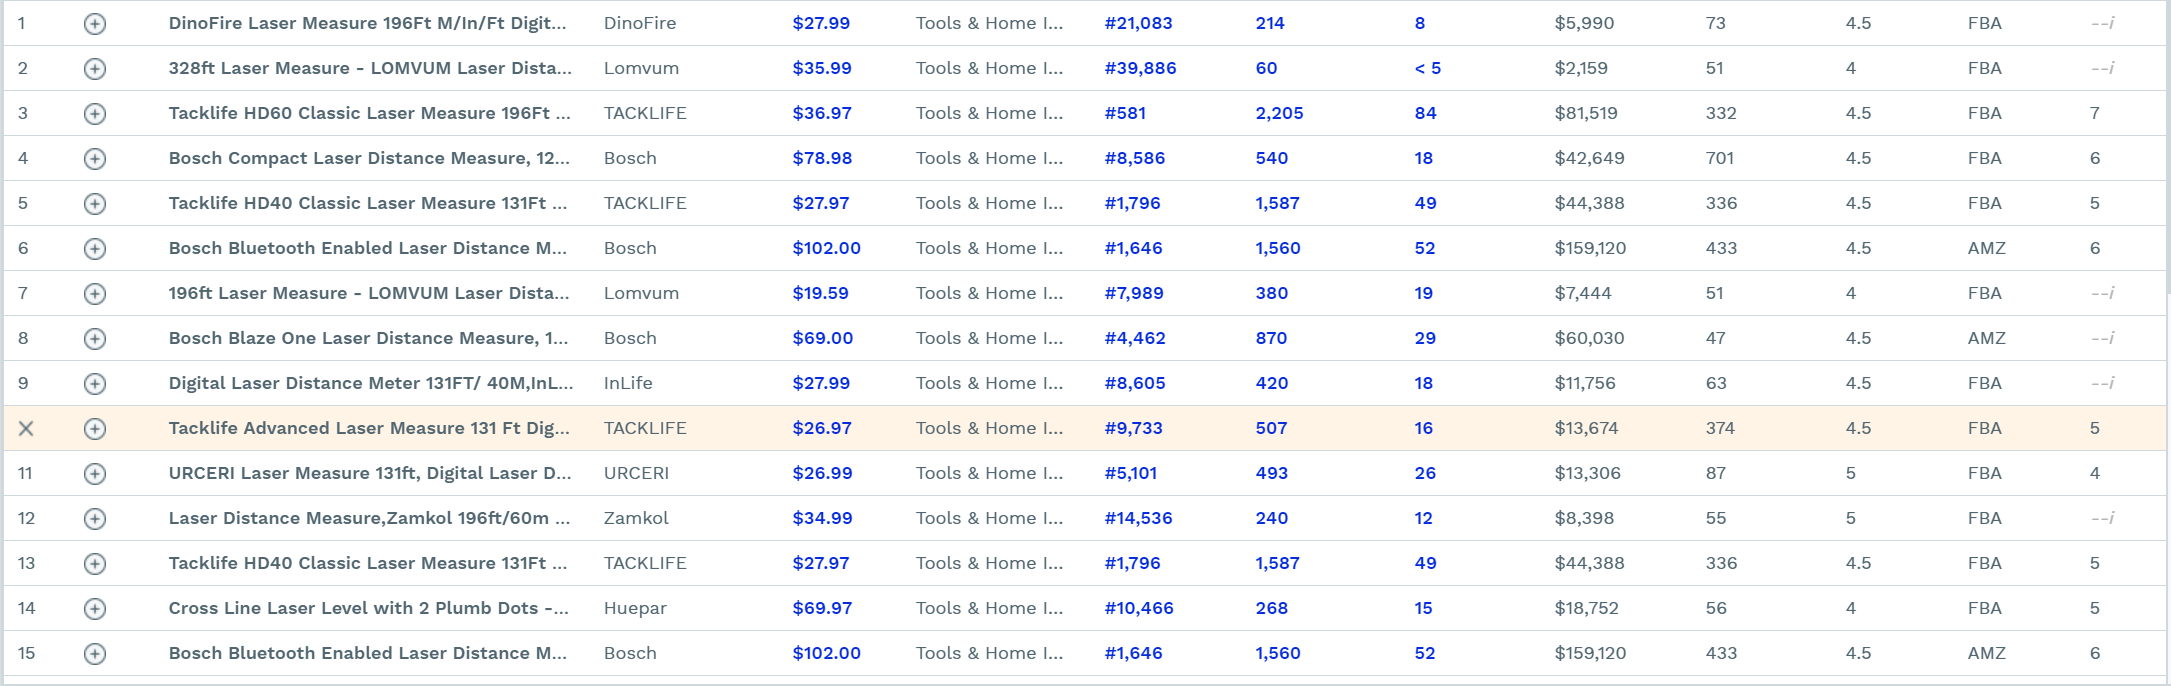 1 DinoFire Laser Measure 196Ft M/In/Ft Digit... DinoFire $27.99 Tools & Home I... #21,083 214 8 $5,990 73 4.5 FBA --i
2 328ft Laser Measure - LOMVUM Laser Dista... Lomvum $35.99 Tools & Home I... #39,886 60 < 5 $2,159 51 4 FBA --i
3 Tacklife HD60 Classic Laser Measure 196Ft ... TACKLIFE $36.97 Tools & Home I... #581 2,205 84 $81,519 332 4.5 FBA 7
4 Bosch Compact Laser Distance Measure, 12... Bosch $78.98 Tools & Home I... #8,586 540 18 $42,649 701 4.5 FBA 6
5 Tacklife HD40 Classic Laser Measure 131Ft ... TACKLIFE $27.97 Tools & Home I... #1,796 1,587 49 $44,388 336 4.5 FBA 5
6 Bosch Bluetooth Enabled Laser Distance M... Bosch $102.00 Tools & Home I... #1,646 1,560 52 $159,120 433 4.5 AMZ 6
7 196ft Laser Measure - LOMVUM Laser Dista... Lomvum $19.59 Tools & Home I... #7,989 380 19 $7,444 51 4 FBA --i
8 Bosch Blaze One Laser Distance Measure, 1... Bosch $69.00 Tools & Home I... #4,462 870 29 $60,030 47 4.5 AMZ --i
9 Digital Laser Distance Meter 131FT/ 40M,InL... InLife $27.99 Tools & Home I... #8,605 420 18 $11,756 63 4.5 FBA --i
Tacklife Advanced Laser Measure 131 Ft Dig... TACKLIFE $26.97 Tools & Home I... #9,733 507 16 $13,674 374 4.5 FBA 5
11 URCERI Laser Measure 131ft, Digital Laser D... URCERI $26.99 Tools & Home I... #5,101 493 26 $13,306 87 5 FBA 4
12 Laser Distance Measure,Zamkol 196ft/60m ... Zamkol $34.99 Tools & Home I... #14,536 240 12 $8,398 55 5 FBA --i
13 Tacklife HD40 Classic Laser Measure 131Ft ... TACKLIFE $27.97 Tools & Home I... #1,796 1,587 49 $44,388 336 4.5 FBA 5
14 Cross Line Laser Level with 2 Plumb Dots -... Huepar $69.97 Tools & Home I... #10,466 268 15 $18,752 56 4 FBA 5
15 Bosch Bluetooth Enabled Laser Distance M... Bosch $102.00 Tools & Home I... #1,646 1,560 52 $159,120 433 4.5 AMZ 6